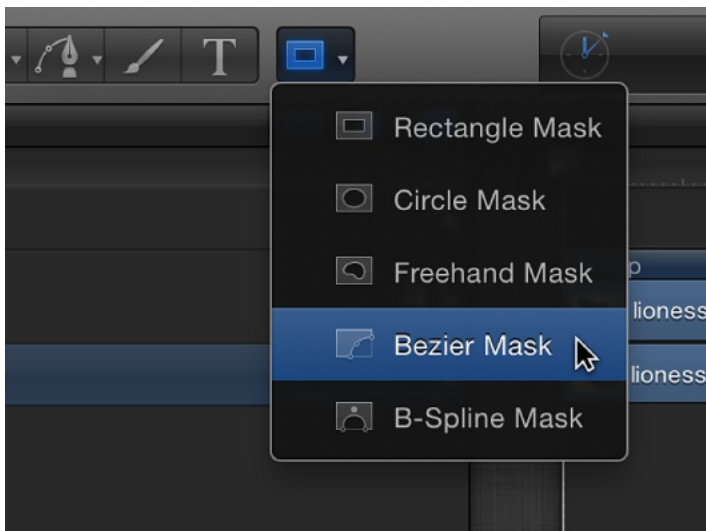 T
Rectangle Mask
Circle Mask
Freehand Mask
p
lioness
Bezier Mask
lioness
B-Spline Mask